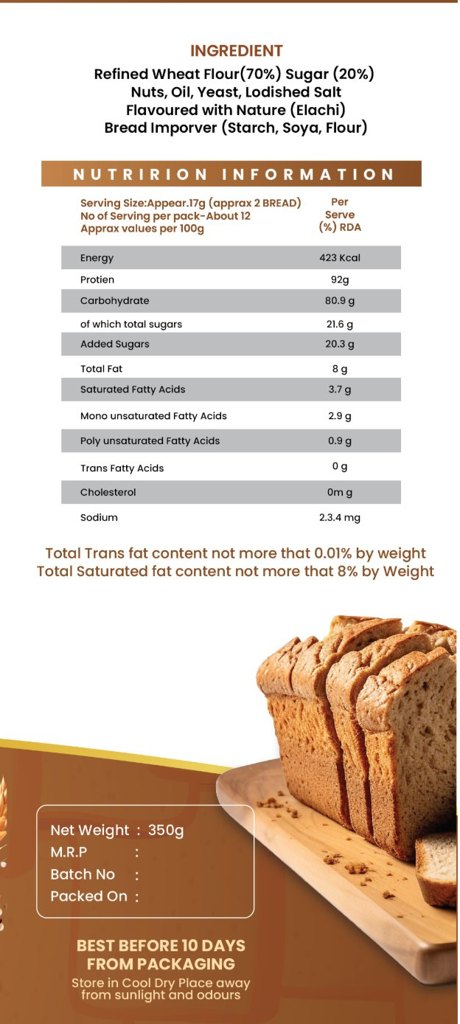 INGREDIENT
Refined Wheat Flour(70%) Sugar (20%)
Nuts, Oil, Yeast, Lodished Salt
Flavoured with Nature (Elachi)
Bread Imporver (Starch, Soya, Flour)
NUTRIRION INFORMATION
Serving Size:Appear.17g (apprax 2 BREAD)
No of Serving per pack-About 12
Apprax values per 100g
Per
Serve
(%) RDA
Energy 423 Kcal
Protien 92g
Carbohydrate 80.9 g
of which total sugars 21.6 g
Added Sugars 20.3 g
Total Fat 8 g
Saturated Fatty Acids 3.7 g
Mono unsaturated Fatty Acids 2.9 g
Poly unsaturated Fatty Acids 0.9 g
Trans Fatty Acids 0 g
Cholesterol 0m g
Sodium 2.3.4 mg
Total Trans fat content not more that 0.01% by weight
Total Saturated fat content not more that 8% by Weight
Net Weight : 350g
M.R.P :
Batch No :
Packed On :
BEST BEFORE 10 DAYS
FROM PACKAGING
Store in Cool Dry Place away
from sunlight and odours